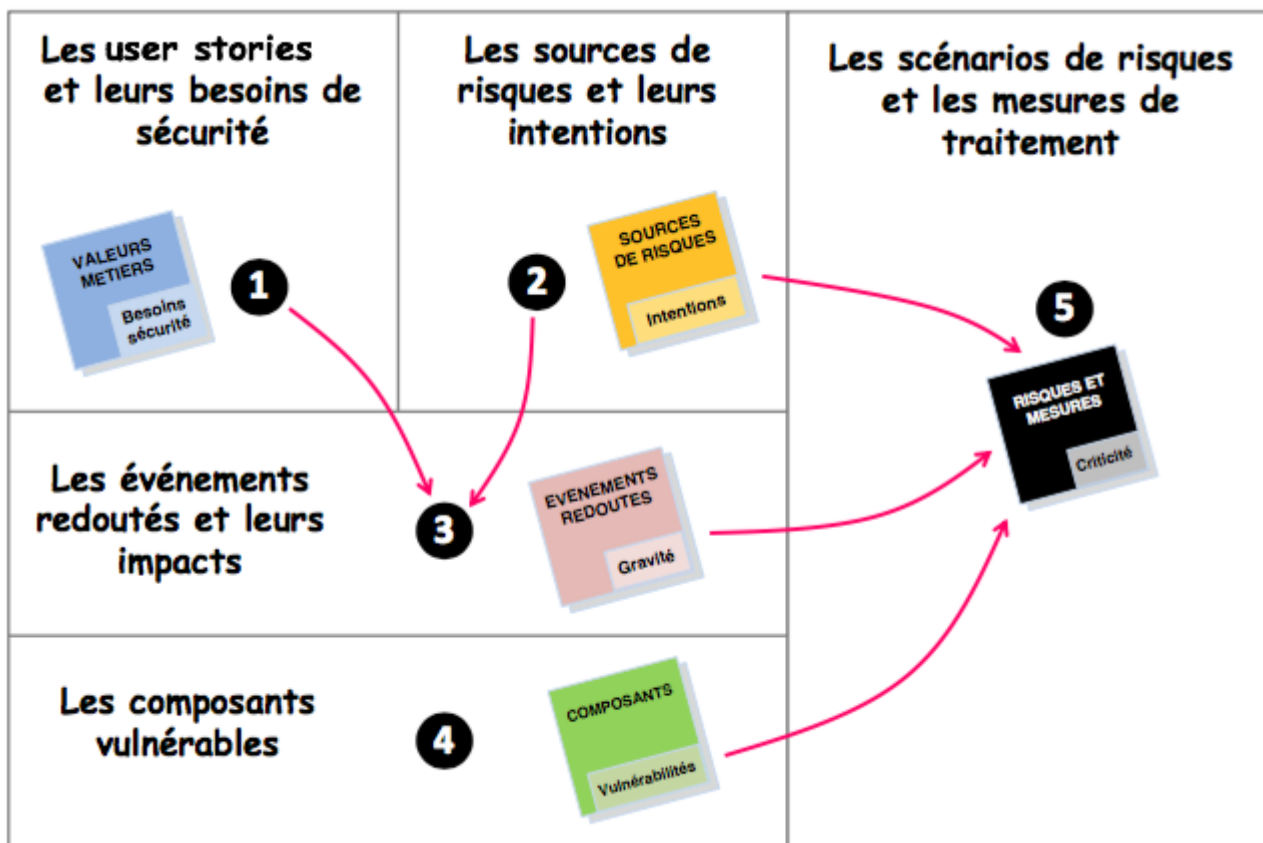 Les user stories
et leurs besoins de
sécurité
VALEURS
METIERS
Besoins
sécurité
1
Les sources de
risques et leurs
intentions
2
SOURCES
DE RISQUES
Intentions
Les scénarios de risques
et les mesures de
traitement
5
RISQUES ET
MESURES
Criticité
Les événements
redoutés et leurs
impacts
3
EVENEMENTS
REDOUTES
Gravité
Les composants
vulnérables
4
COMPOSANTS
Vulnérabilités